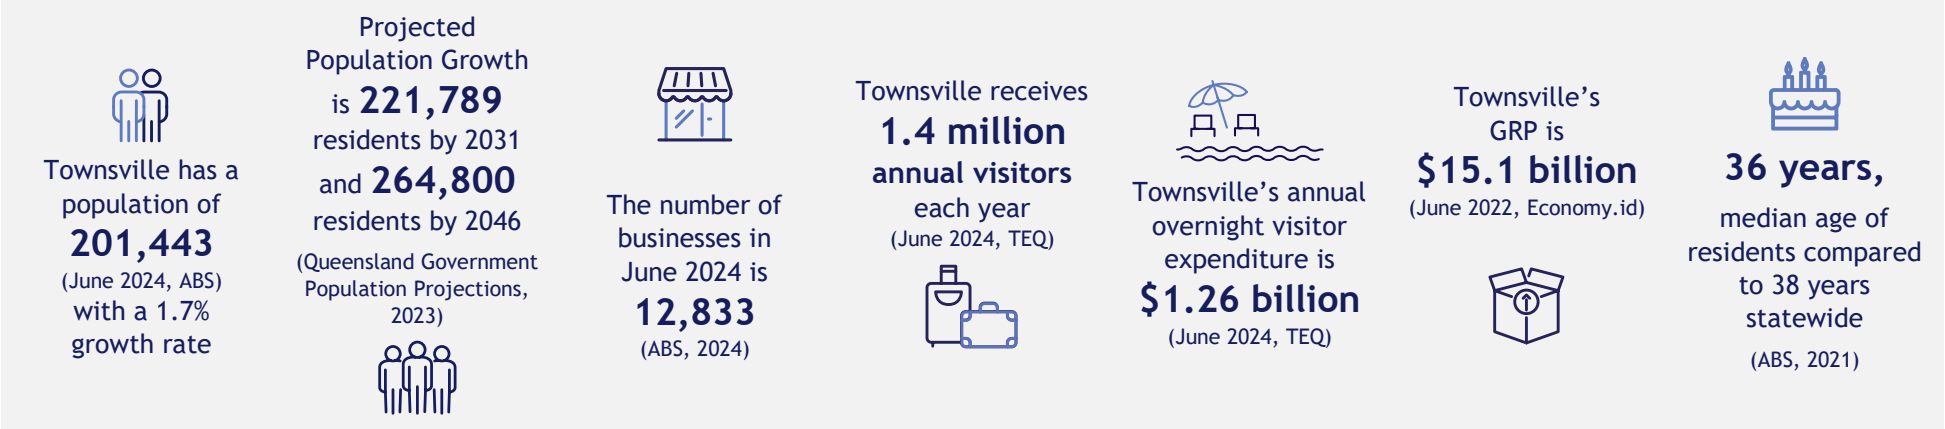 Townsville has a
population of
201,443
(June 2024, ABS)
with a 1.7%
growth rate
Projected
Population Growth
is 221,789
residents by 2031
and 264,800
residents by 2046
(Queensland Government
Population Projections,
2023)
The number of
businesses in
June 2024 is
12,833
(ABS, 2024)
Townsville receives
1.4 million
annual visitors
each year
(June 2024, TEQ)
Townsville’s annual
overnight visitor
expenditure is
$1.26 billion
(June 2024, TEQ)
Townsville’s
GRP is
$15.1 billion
(June 2022, Economy.id)
36 years,
median age of
residents compared
to 38 years
statewide
(ABS, 2021)